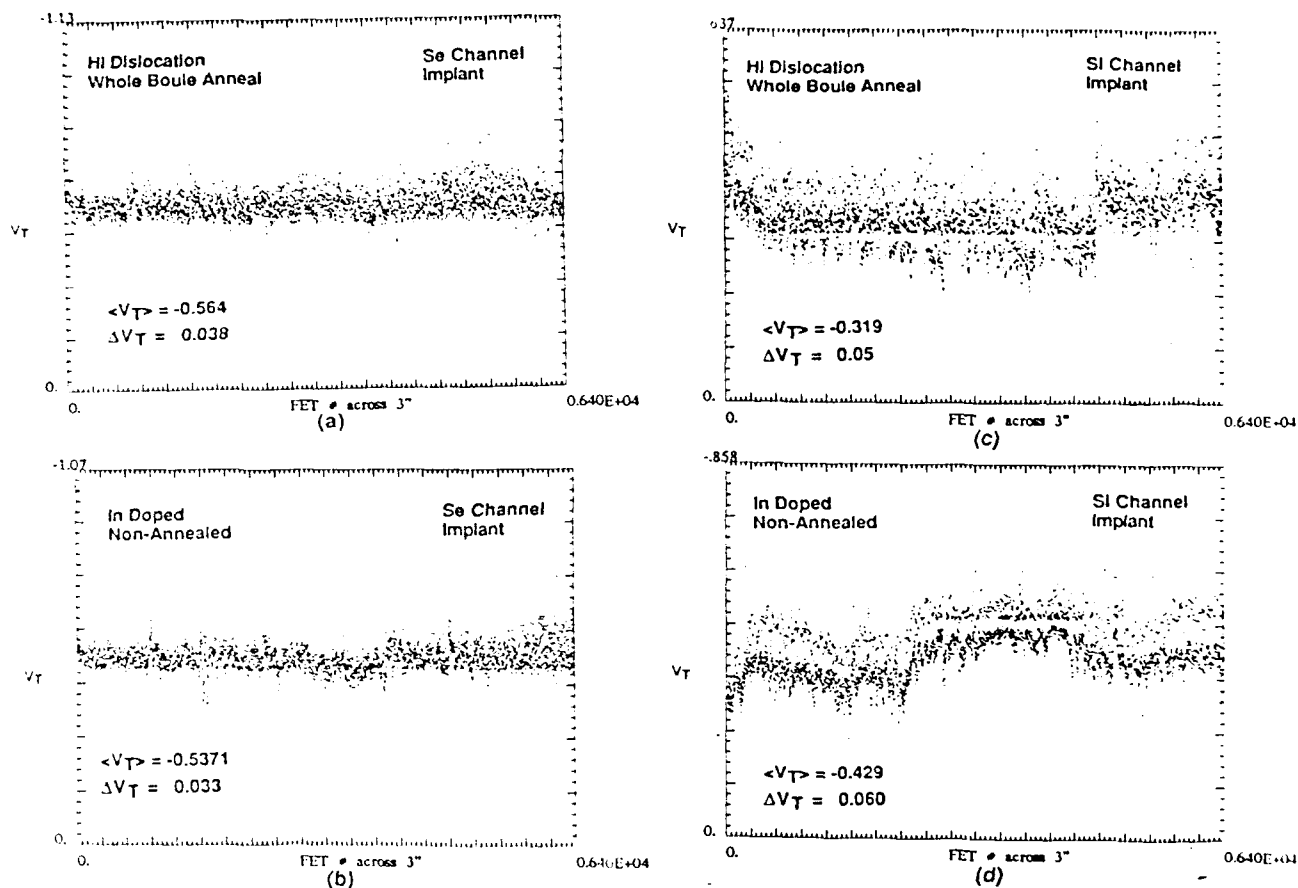 -1.13
HI Dislocation
Whole Boule Anneal
Se Channel
Implant
VT
<VT> = -0.564
ΔVT = 0.038
0.
0.
FET # across 3"
0.640E+04
(a)
-1.07
In Doped
Non-Annealed
Se Channel
Implant
VT
<VT> = -0.5371
ΔVT = 0.033
0.
0.
FET # across 3"
0.640E+04
(b)
637
HI Dislocation
Whole Boule Anneal
SI Channel
Implant
VT
<VT> = -0.319
ΔVT = 0.05
0.
0.
FET # across 3"
0.640E+04
(c)
-.858
In Doped
Non-Annealed
SI Channel
Implant
VT
<VT> = -0.429
ΔVT = 0.060
0.
0.
FET # across 3"
0.640E+04
(d)